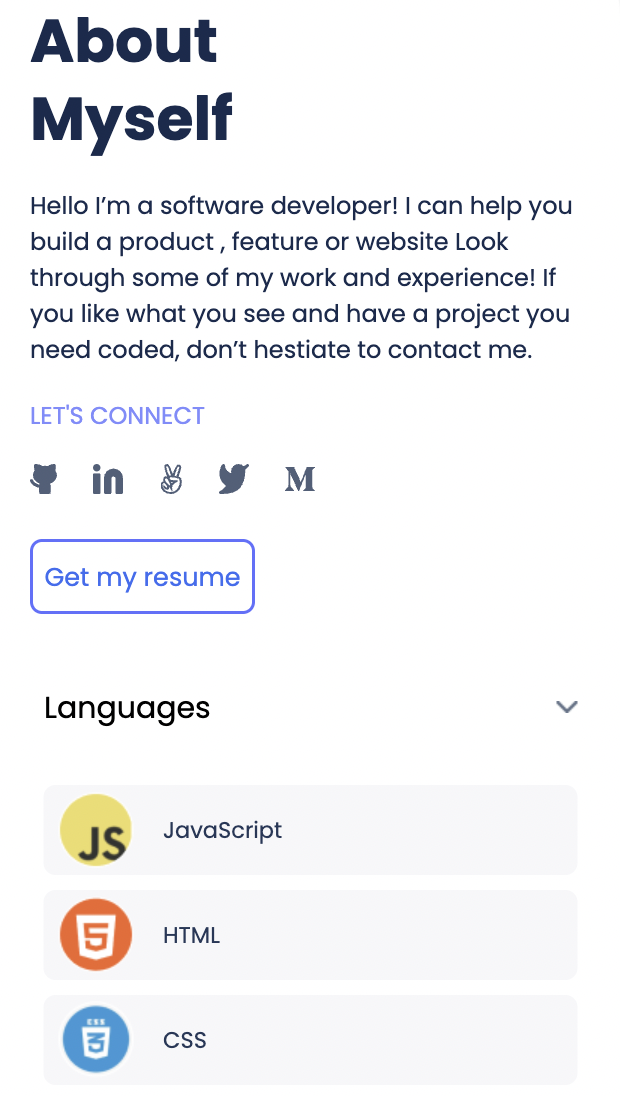 About
Myself
Hello I’m a software developer! I can help you
build a product , feature or website Look
through some of my work and experience! If
you like what you see and have a project you
need coded, don’t hestiate to contact me.
LET'S CONNECT
in
M
Get my resume
Languages
JS
JavaScript
5
HTML
CSS
3
CSS